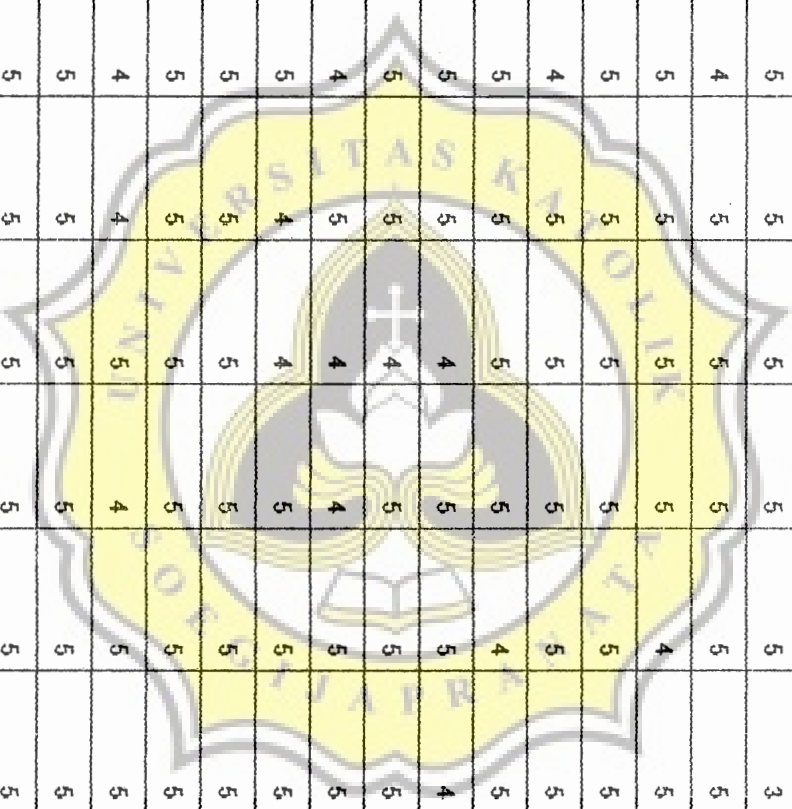 5 5 5 5 5 3
4 5 5 5 5 5
5 5 5 5 4 5
5 5 5 5 5 5
4 5 5 5 5 5
5 5 5 5 4 5
5 5 4 5 5 4
5 5 4 5 5 5
4 5 4 4 5 5
5 4 4 5 5 5
5 5 5 5 5 5
5 5 5 5 5 5
4 4 5 4 5 5
5 5 5 5 5 5
5 5 5 5 5 5
UNIVERSITAS KATOLIK
SOEGIJAPRANATA